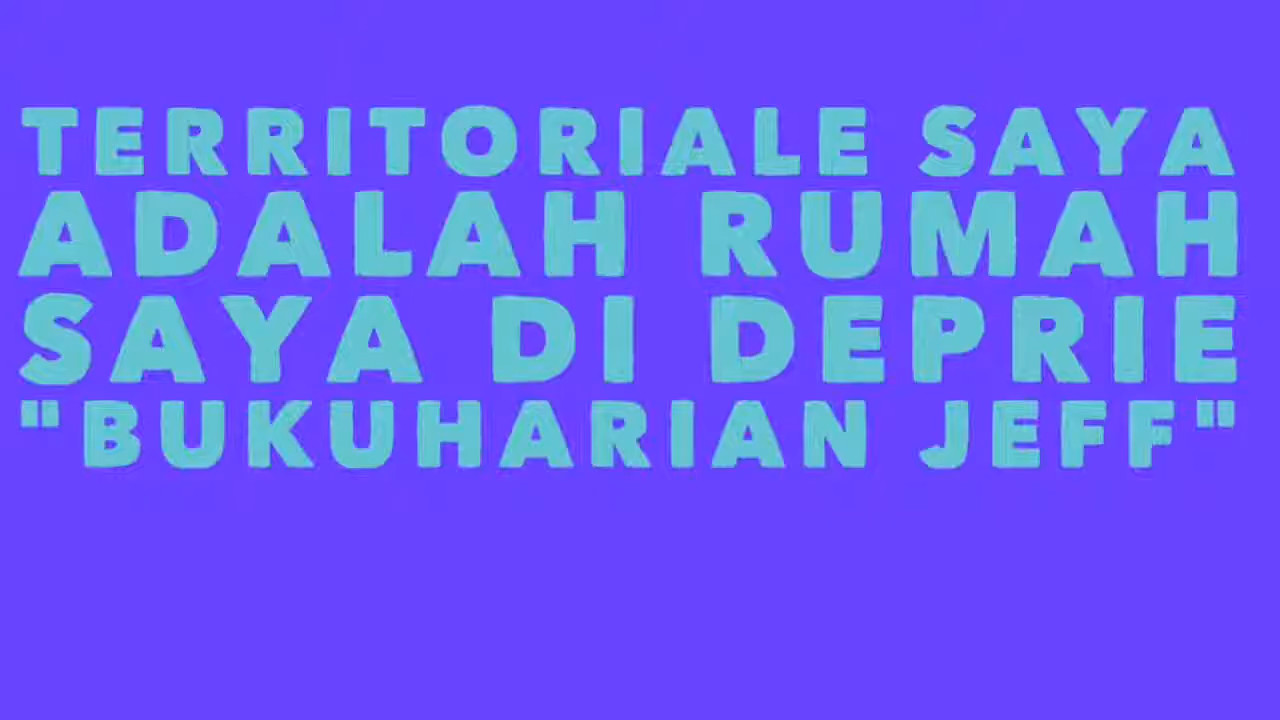 TERRITORIALE SAYA
ADALAH RUMAH
SAYA DI DEPRIE
"BUKUHARIAN JEFF"